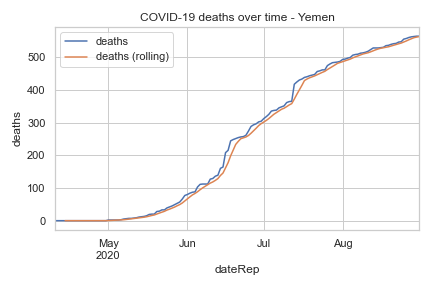 COVID-19 deaths over time - Yemen
deaths
deaths (rolling)
deaths
500
400
300
200
100
0
May
2020
Jun
Jul
Aug
dateRep